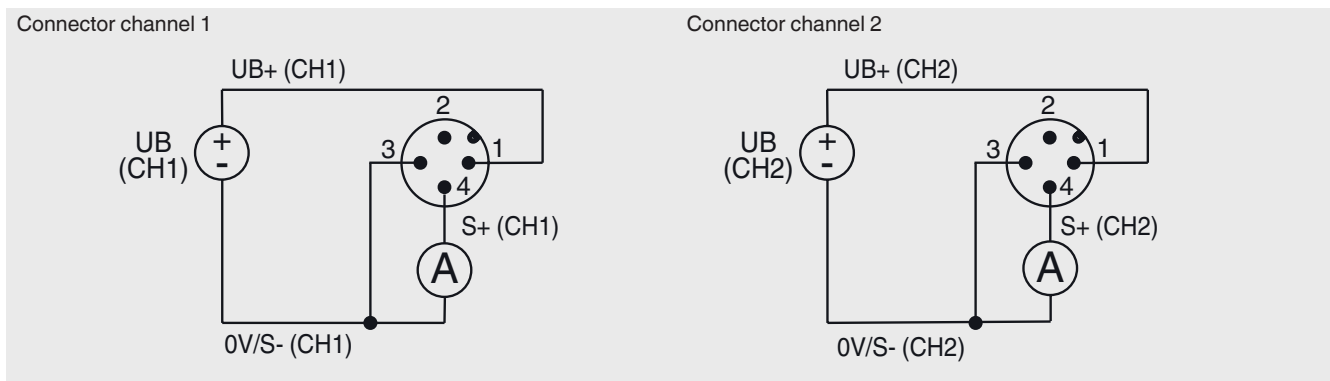 Connector channel 1
UB+ (CH1)
2
UB
(CH1)
+
-
3
1
4
S+ (CH1)
A
0V/S- (CH1)
Connector channel 2
UB+ (CH2)
2
UB
(CH2)
+
-
3
1
4
S+ (CH2)
A
0V/S- (CH2)